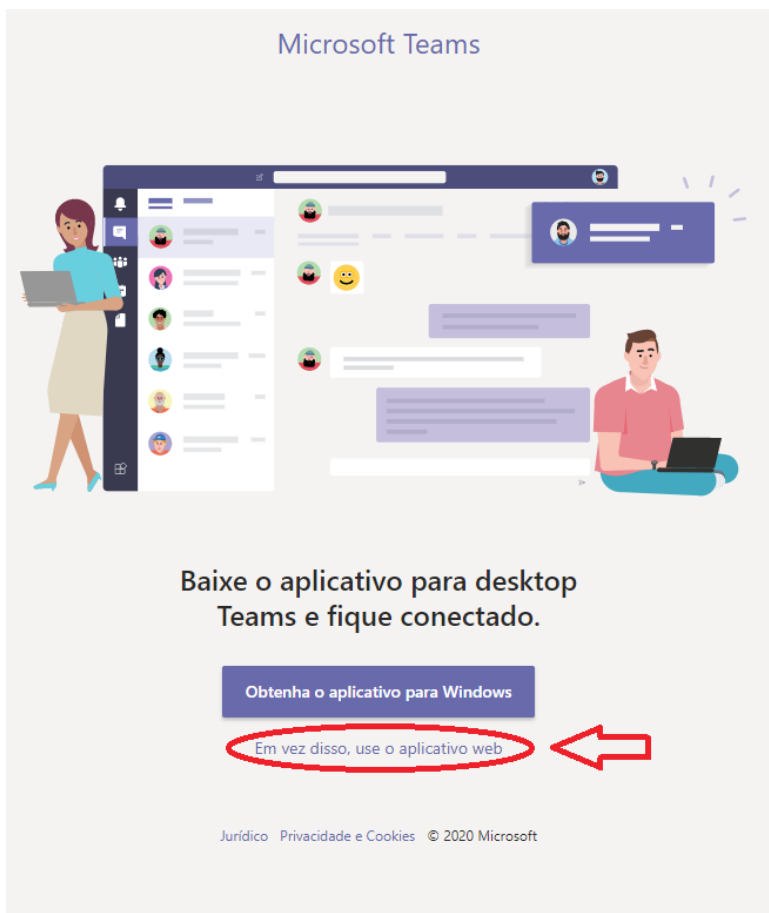 Microsoft Teams
Baixe o aplicativo para desktop
Teams e fique conectado.
Obtenha o aplicativo para Windows
Em vez disso, use o aplicativo web
Jurídico Privacidade e Cookies © 2020 Microsoft